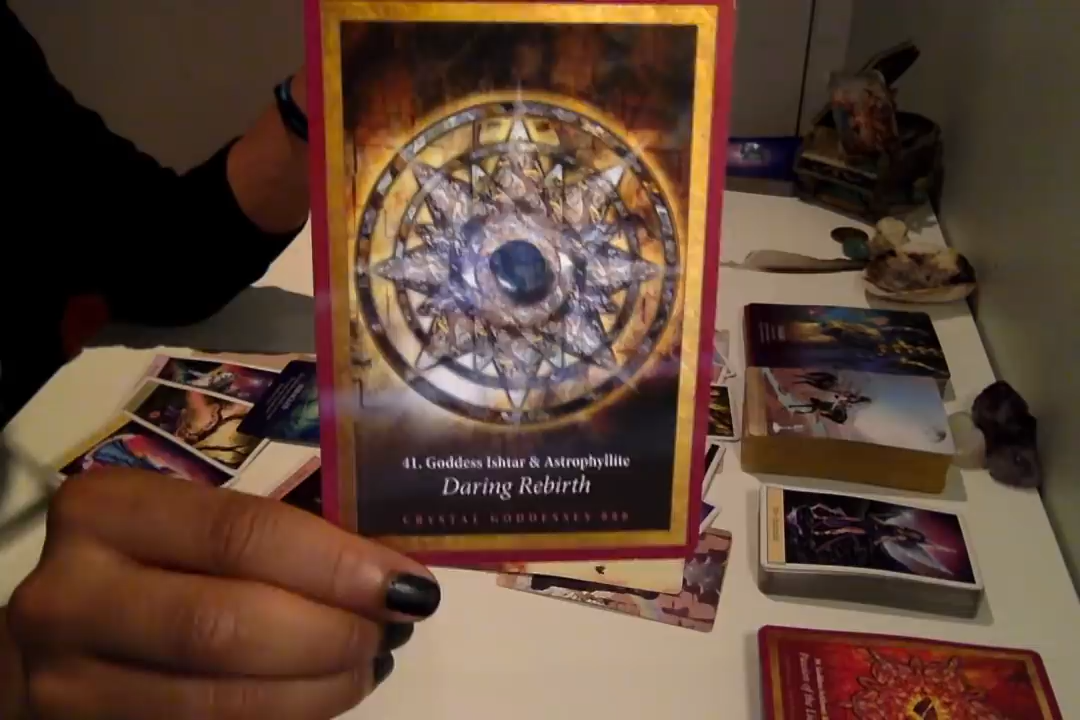 41. Goddess Ishtar & Astrophyllite
Daring Rebirth
CRYSTAL GODDESSES 888